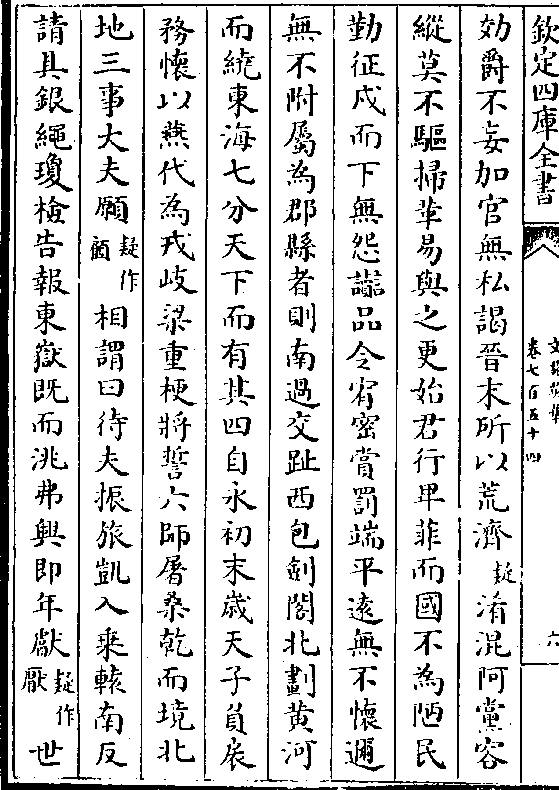 欽定四庫全書
文苑英華
卷七百五十四
六
効爵不妄加官無私謁晉末所以荒濟疑淆混阿黨容
縱莫不驅掃革易與之更始君行卑菲而國不為陋民
勤征戍而下無怨讟品令宥密賞罰端平遠無不懷邇
無不附屬為郡縣者則南過交趾西包劍閣北劃黃河
而繞東海七分天下而有其四自永初末歲天子負扆
務懷以燕代為戎岐梁重梗將誓六師屠桑乾而境北
地三事大夫願疑作顧相謂曰待夫振旅凱入乘轅南反
請具銀繩瓊檢告報東嶽既而洮弗興即年獻疑作厭世